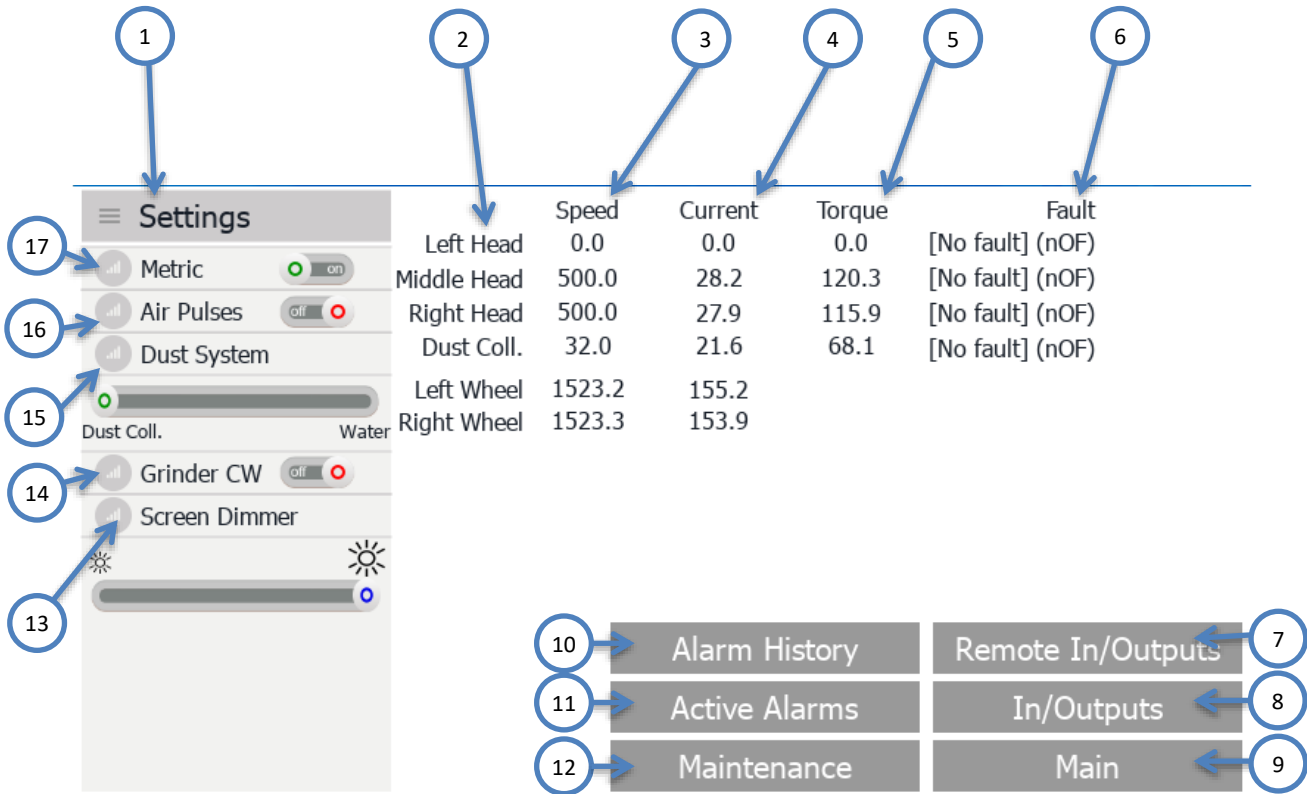 1
2
3
4
5
6
Settings
Speed Current Torque Fault
17
Left Head 0.0 0.0 0.0 [No fault] (nOF)
Metric on
Middle Head 500.0 28.2 120.3 [No fault] (nOF)
16
Air Pulses off
Right Head 500.0 27.9 115.9 [No fault] (nOF)
Dust System
Dust Coll. 32.0 21.6 68.1 [No fault] (nOF)
15
Left Wheel 1523.2 155.2
Dust Coll. Water
Right Wheel 1523.3 153.9
14
Grinder CW off
Screen Dimmer
13
10
Alarm History
Remote In/Outputs
7
11
Active Alarms
In/Outputs
8
12
Maintenance
Main
9